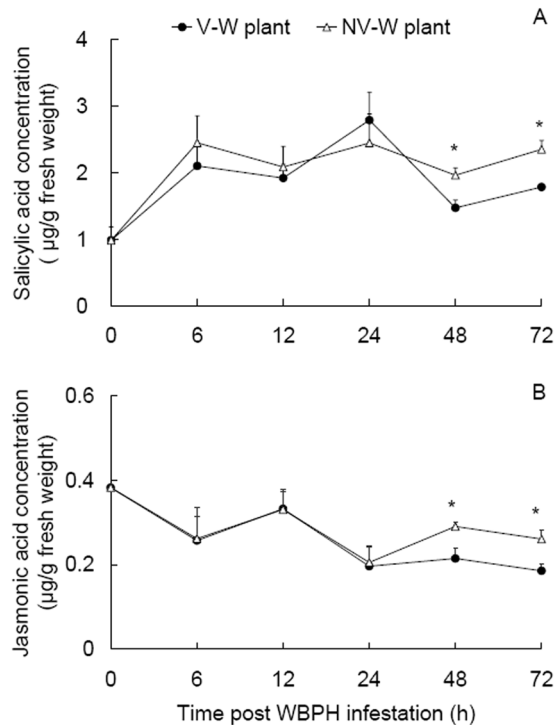 A
V-W plant NV-W plant
Salicylic acid concentration
( µg/g fresh weight)
4
3
2
1
0
* *
0 6 12 24 48 72
B
Jasmonic acid concentration
(µg/g fresh weight)
0.6
0.4
0.2
0
* *
0 6 12 24 48 72
Time post WBPH infestation (h)